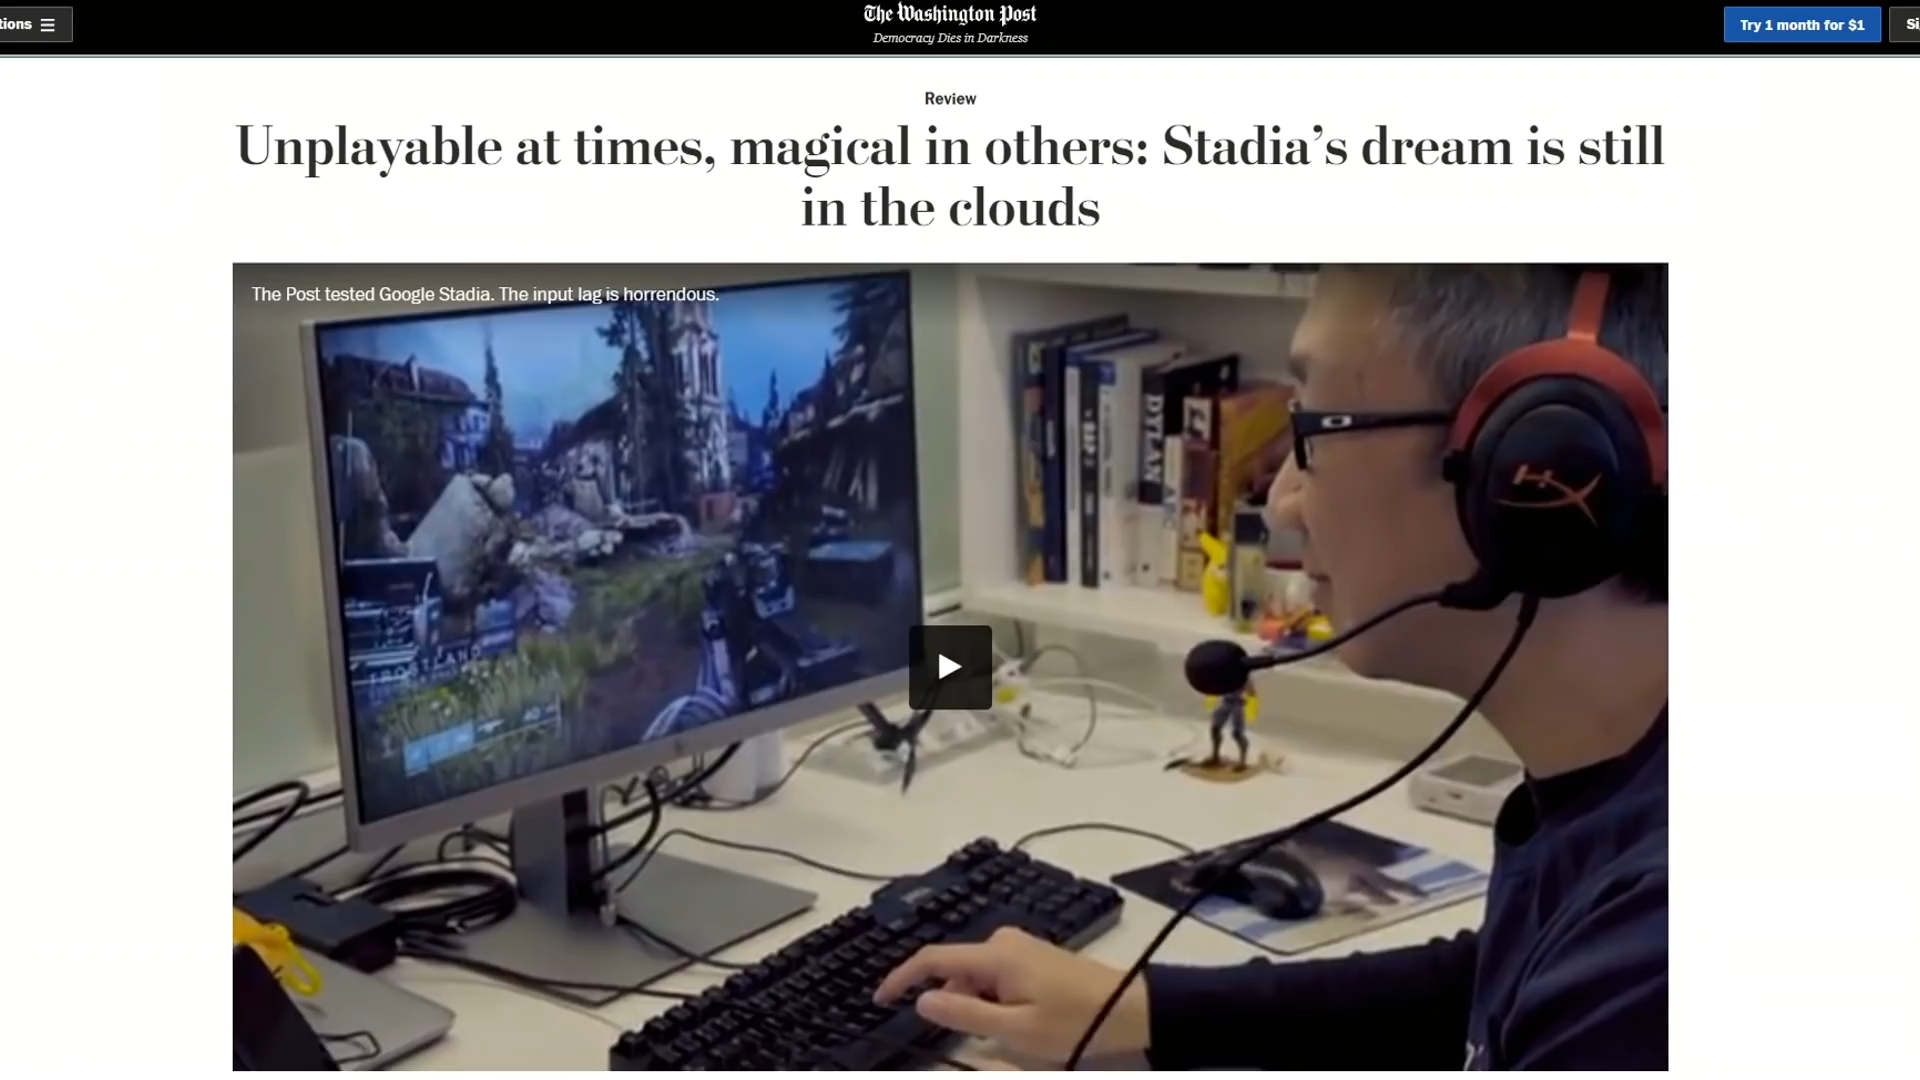 tions
The Washington Post
Democracy Dies in Darkness
Try 1 month for $1
Si
Review
Unplayable at times, magical in others: Stadia's dream is still
in the clouds
The Post tested Google Stadia. The input lag is horrendous.
DYLAN
HX